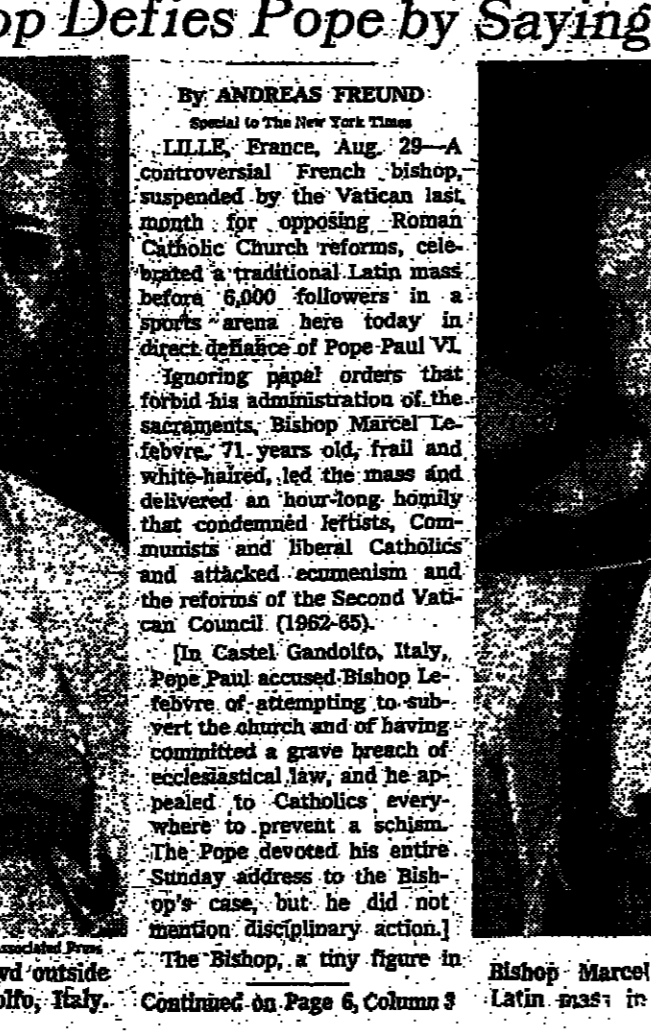 op Defies Pope by Saying
By ANDREAS FREUND
Special to The New York Times
LILLE, France, Aug. 29—A
controversial French bishop,
suspended by the Vatican last
month for opposing Roman
Catholic Church reforms, cele-
brated a traditional Latin mass
before 6,000 followers in a
sports arena here today in
direct defiance of Pope Paul VI.
Ignoring papal orders that
forbid his administration of the
sacraments, Bishop Marcel Le-
febvre, 71 years old, frail and
white-haired, led the mass and
delivered an hour-long homily
that condemned leftists, Com-
munists and liberal Catholics
and attacked ecumenism and
the reforms of the Second Vati-
can Council (1962-65).
[In Castel Gandolfo, Italy,
Pope Paul accused Bishop Le-
febvre of attempting to sub-
vert the church and of having
committed a grave breach of
ecclesiastical law, and he ap-
pealed to Catholics every-
where to prevent a schism.
The Pope devoted his entire
Sunday address to the Bish-
op's case, but he did not
mention disciplinary action.]
The Bishop, a tiny figure in
Continued on Page 6, Column 3
Associated Press
wd outside
olfo, Italy.
Bishop Marcel
Latin mass in